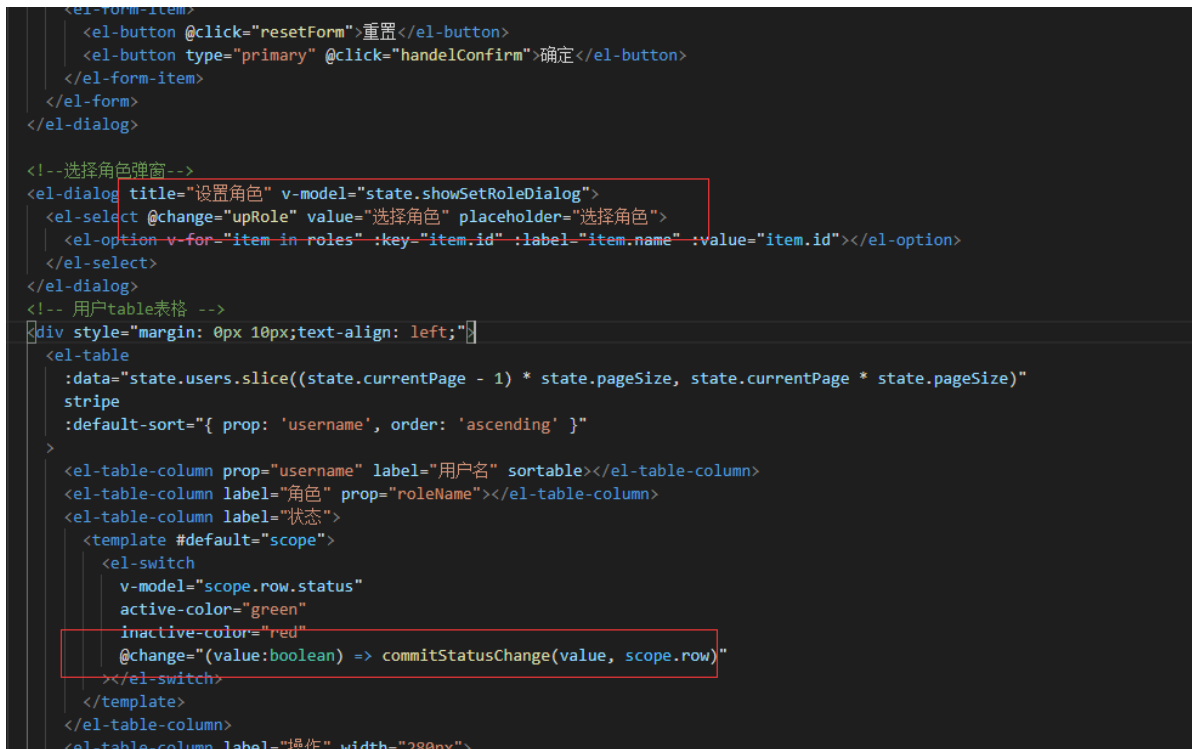 <el-form-item>
<el-button @click="resetForm">重置</el-button>
<el-button type="primary" @click="handelConfirm">确定</el-button>
</el-form-item>
</el-form>
</el-dialog>
<!--选择角色弹窗-->
<el-dialog title="设置角色" v-model="state.showSetRoleDialog">
<el-select @change="upRole" value="选择角色" placeholder="选择角色">
<el-option v-for="item in roles" :key="item.id" :label="item.name" :value="item.id"></el-option>
</el-select>
</el-dialog>
<!-- 用户table表格 -->
<div style="margin: 0px 10px;text-align: left;">
<el-table
:data="state.users.slice((state.currentPage - 1) * state.pageSize, state.currentPage * state.pageSize)"
stripe
:default-sort="{ prop: 'username', order: 'ascending' }"
>
<el-table-column prop="username" label="用户名" sortable></el-table-column>
<el-table-column label="角色" prop="roleName"></el-table-column>
<el-table-column label="状态">
<template #default="scope">
<el-switch
v-model="scope.row.status"
active-color="green"
inactive-color="red"
@change="(value:boolean) => commitStatusChange(value, scope.row)"
></el-switch>
</template>
</el-table-column>
<el-table-column label="操作" width="280px">